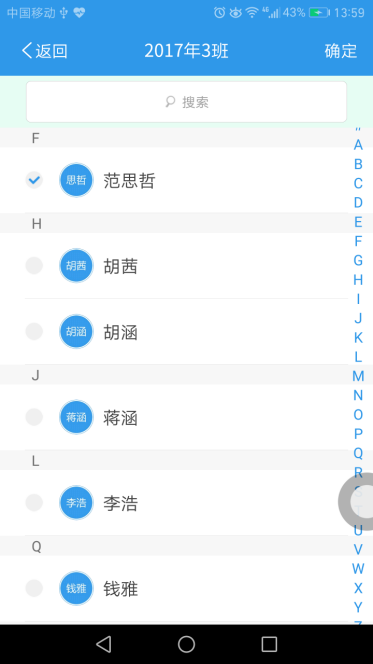 中国移动 4G 43% 13:59
返回 2017年3班 确定
搜索
F
思哲 范思哲
H
胡茜 胡茜
胡涵 胡涵
J
蒋涵 蒋涵
L
李浩 李浩
Q
钱雅 钱雅
A
B
C
D
E
F
G
H
I
J
K
L
M
N
O
P
Q
R
U
V
W
X
Y